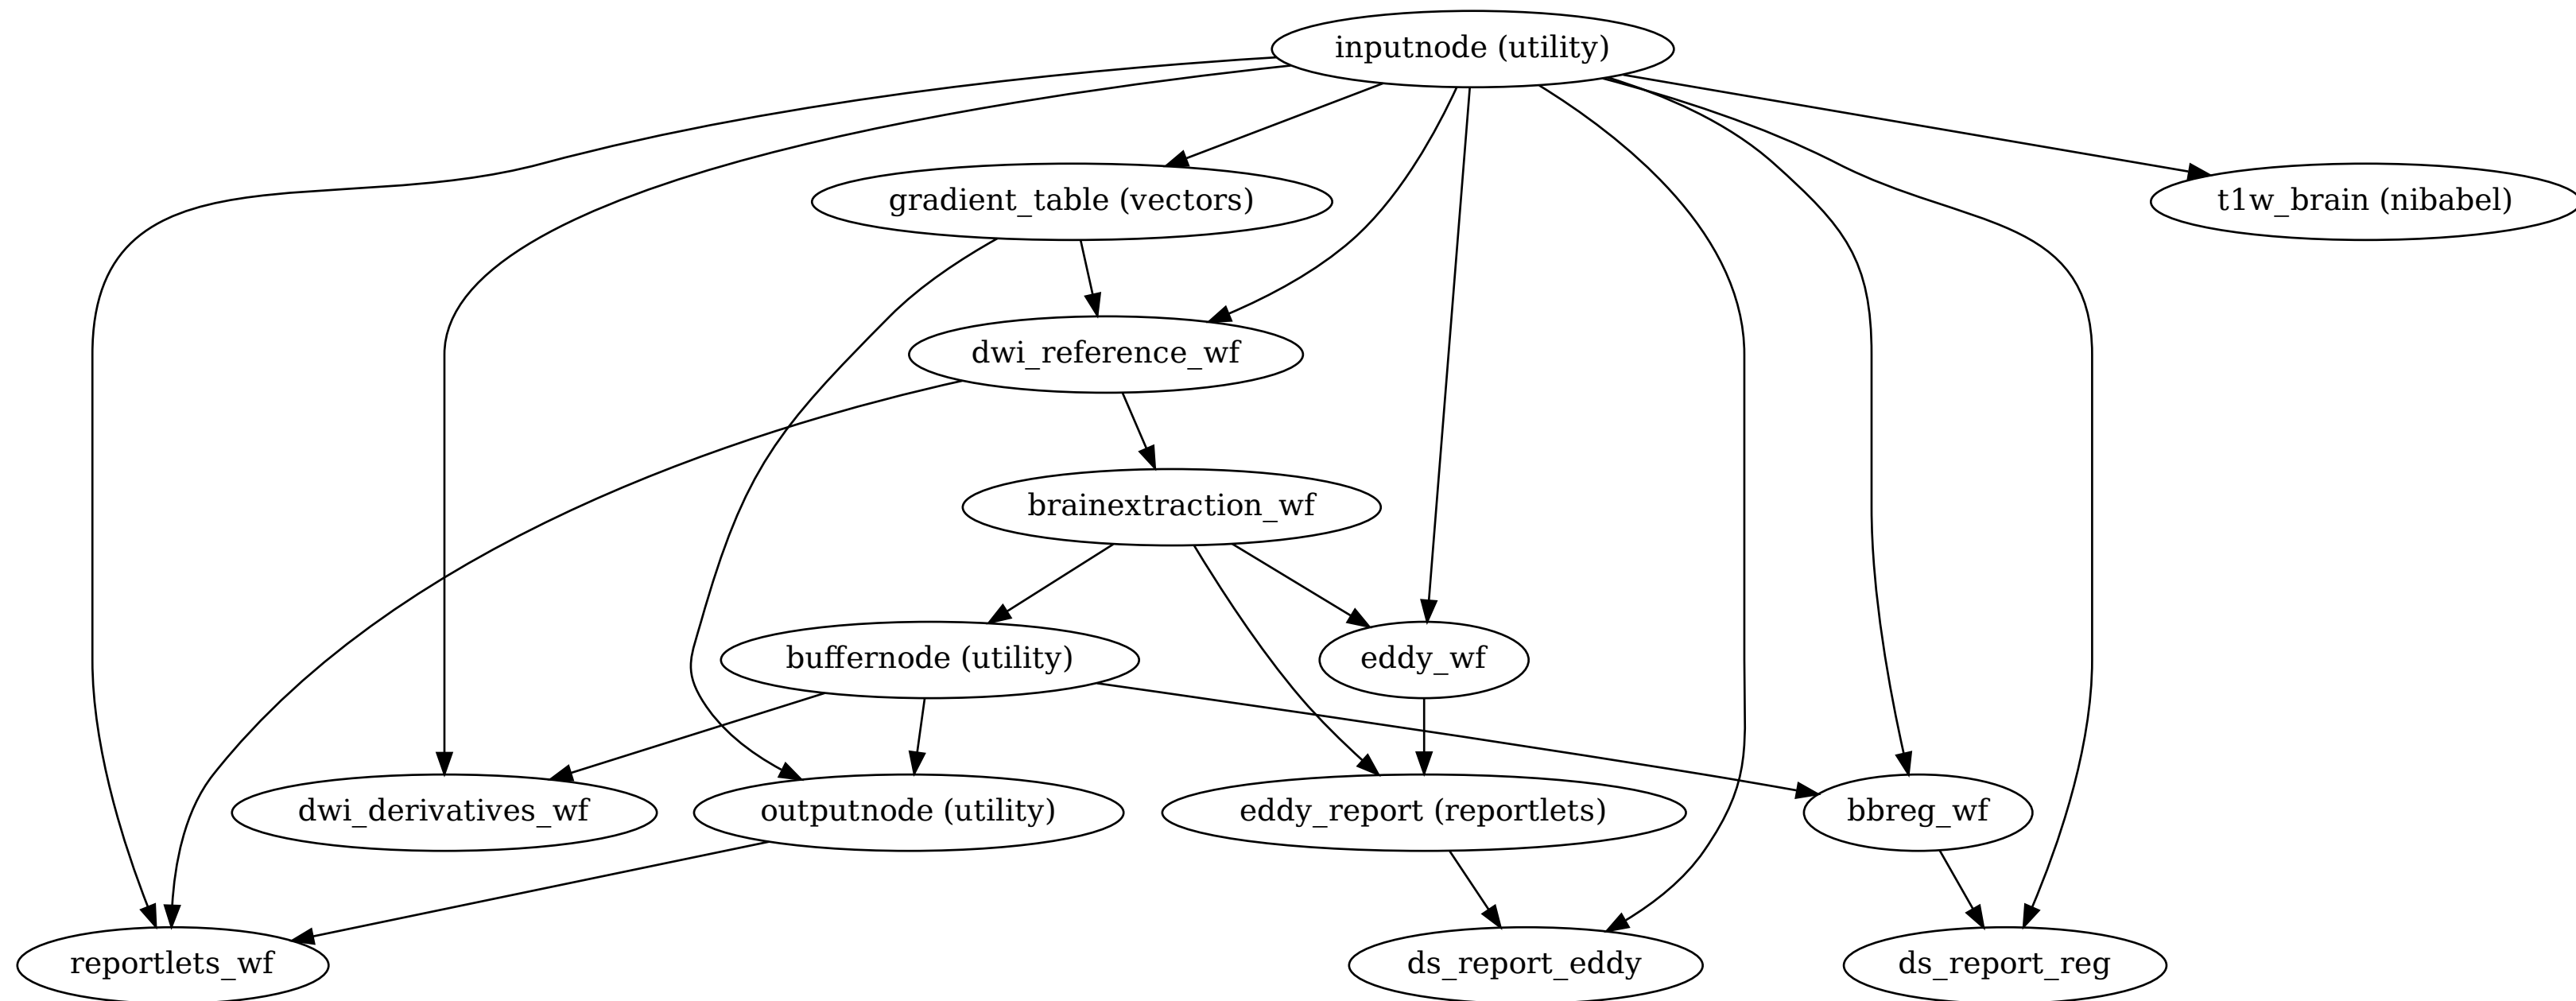 inputnode (utility)
gradient_table (vectors)
t1w_brain (nibabel)
dwi_reference_wf
brainextraction_wf
buffernode (utility)
eddy_wf
dwi_derivatives_wf
outputnode (utility)
eddy_report (reportlets)
bbreg_wf
reportlets_wf
ds_report_eddy
ds_report_reg